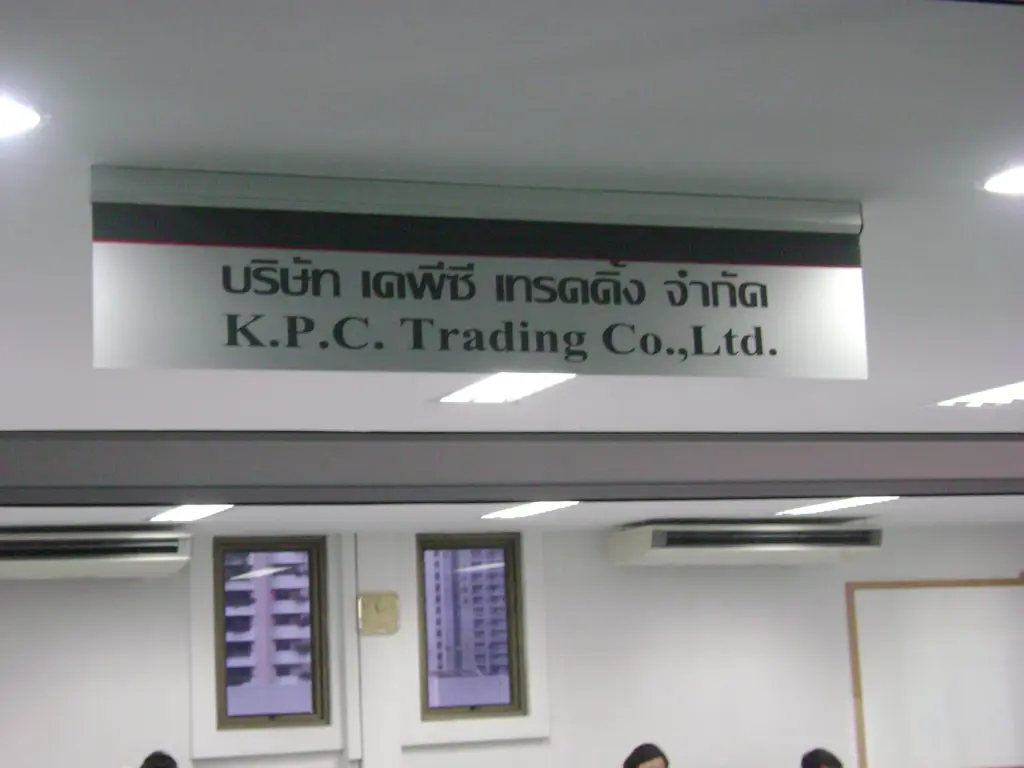 บริษัท เคพีซี เทรดดิ้ง จำกัด
K.P.C. Trading Co.,Ltd.